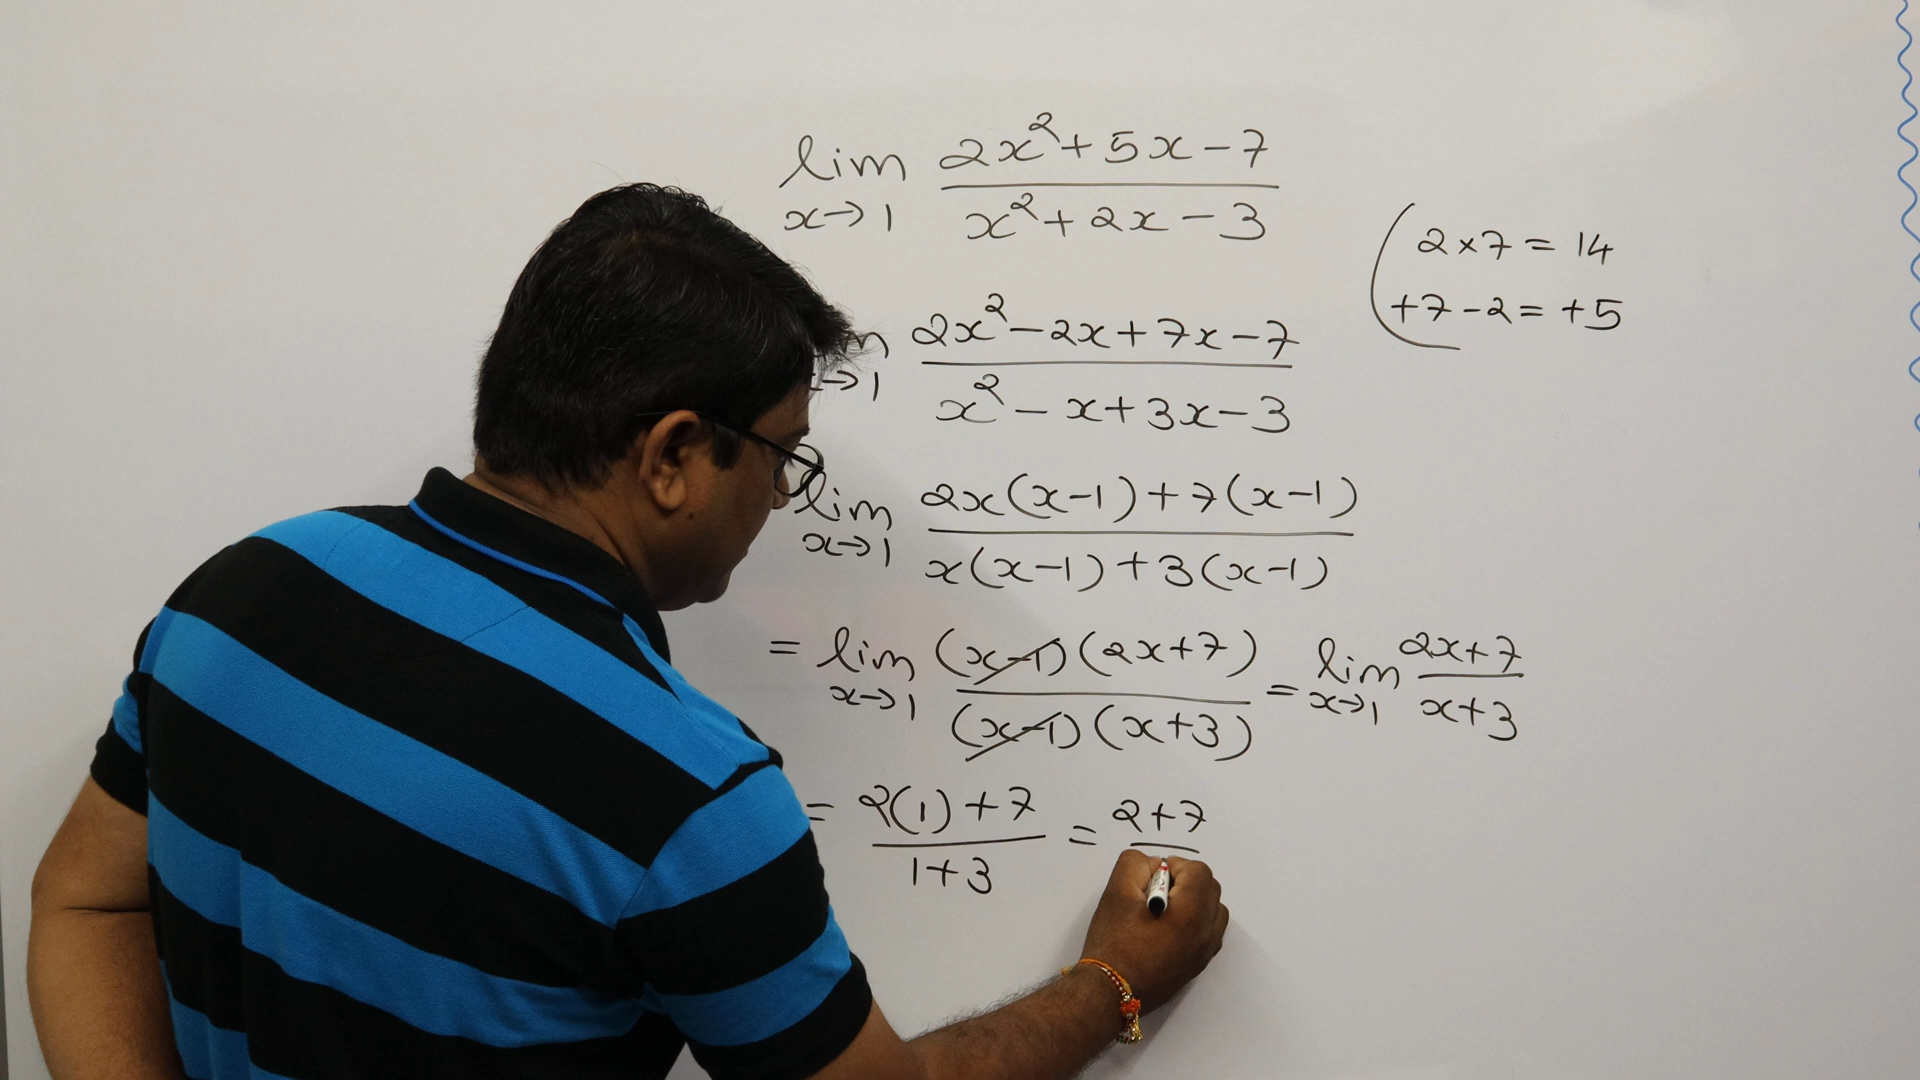 lim 2x²+5x-7
x→1 x²+2x-3
2×7 = 14
+7-2 = +5
2x²-2x+7x-7
→1 x²-x+3x-3
lim 2x(x-1)+7(x-1)
x→1 x(x-1)+3(x-1)
= lim (x-1)(2x+7) = lim 2x+7
x→1 (x-1)(x+3) x→1 x+3
= 2(1)+7 = 2+7
1+3